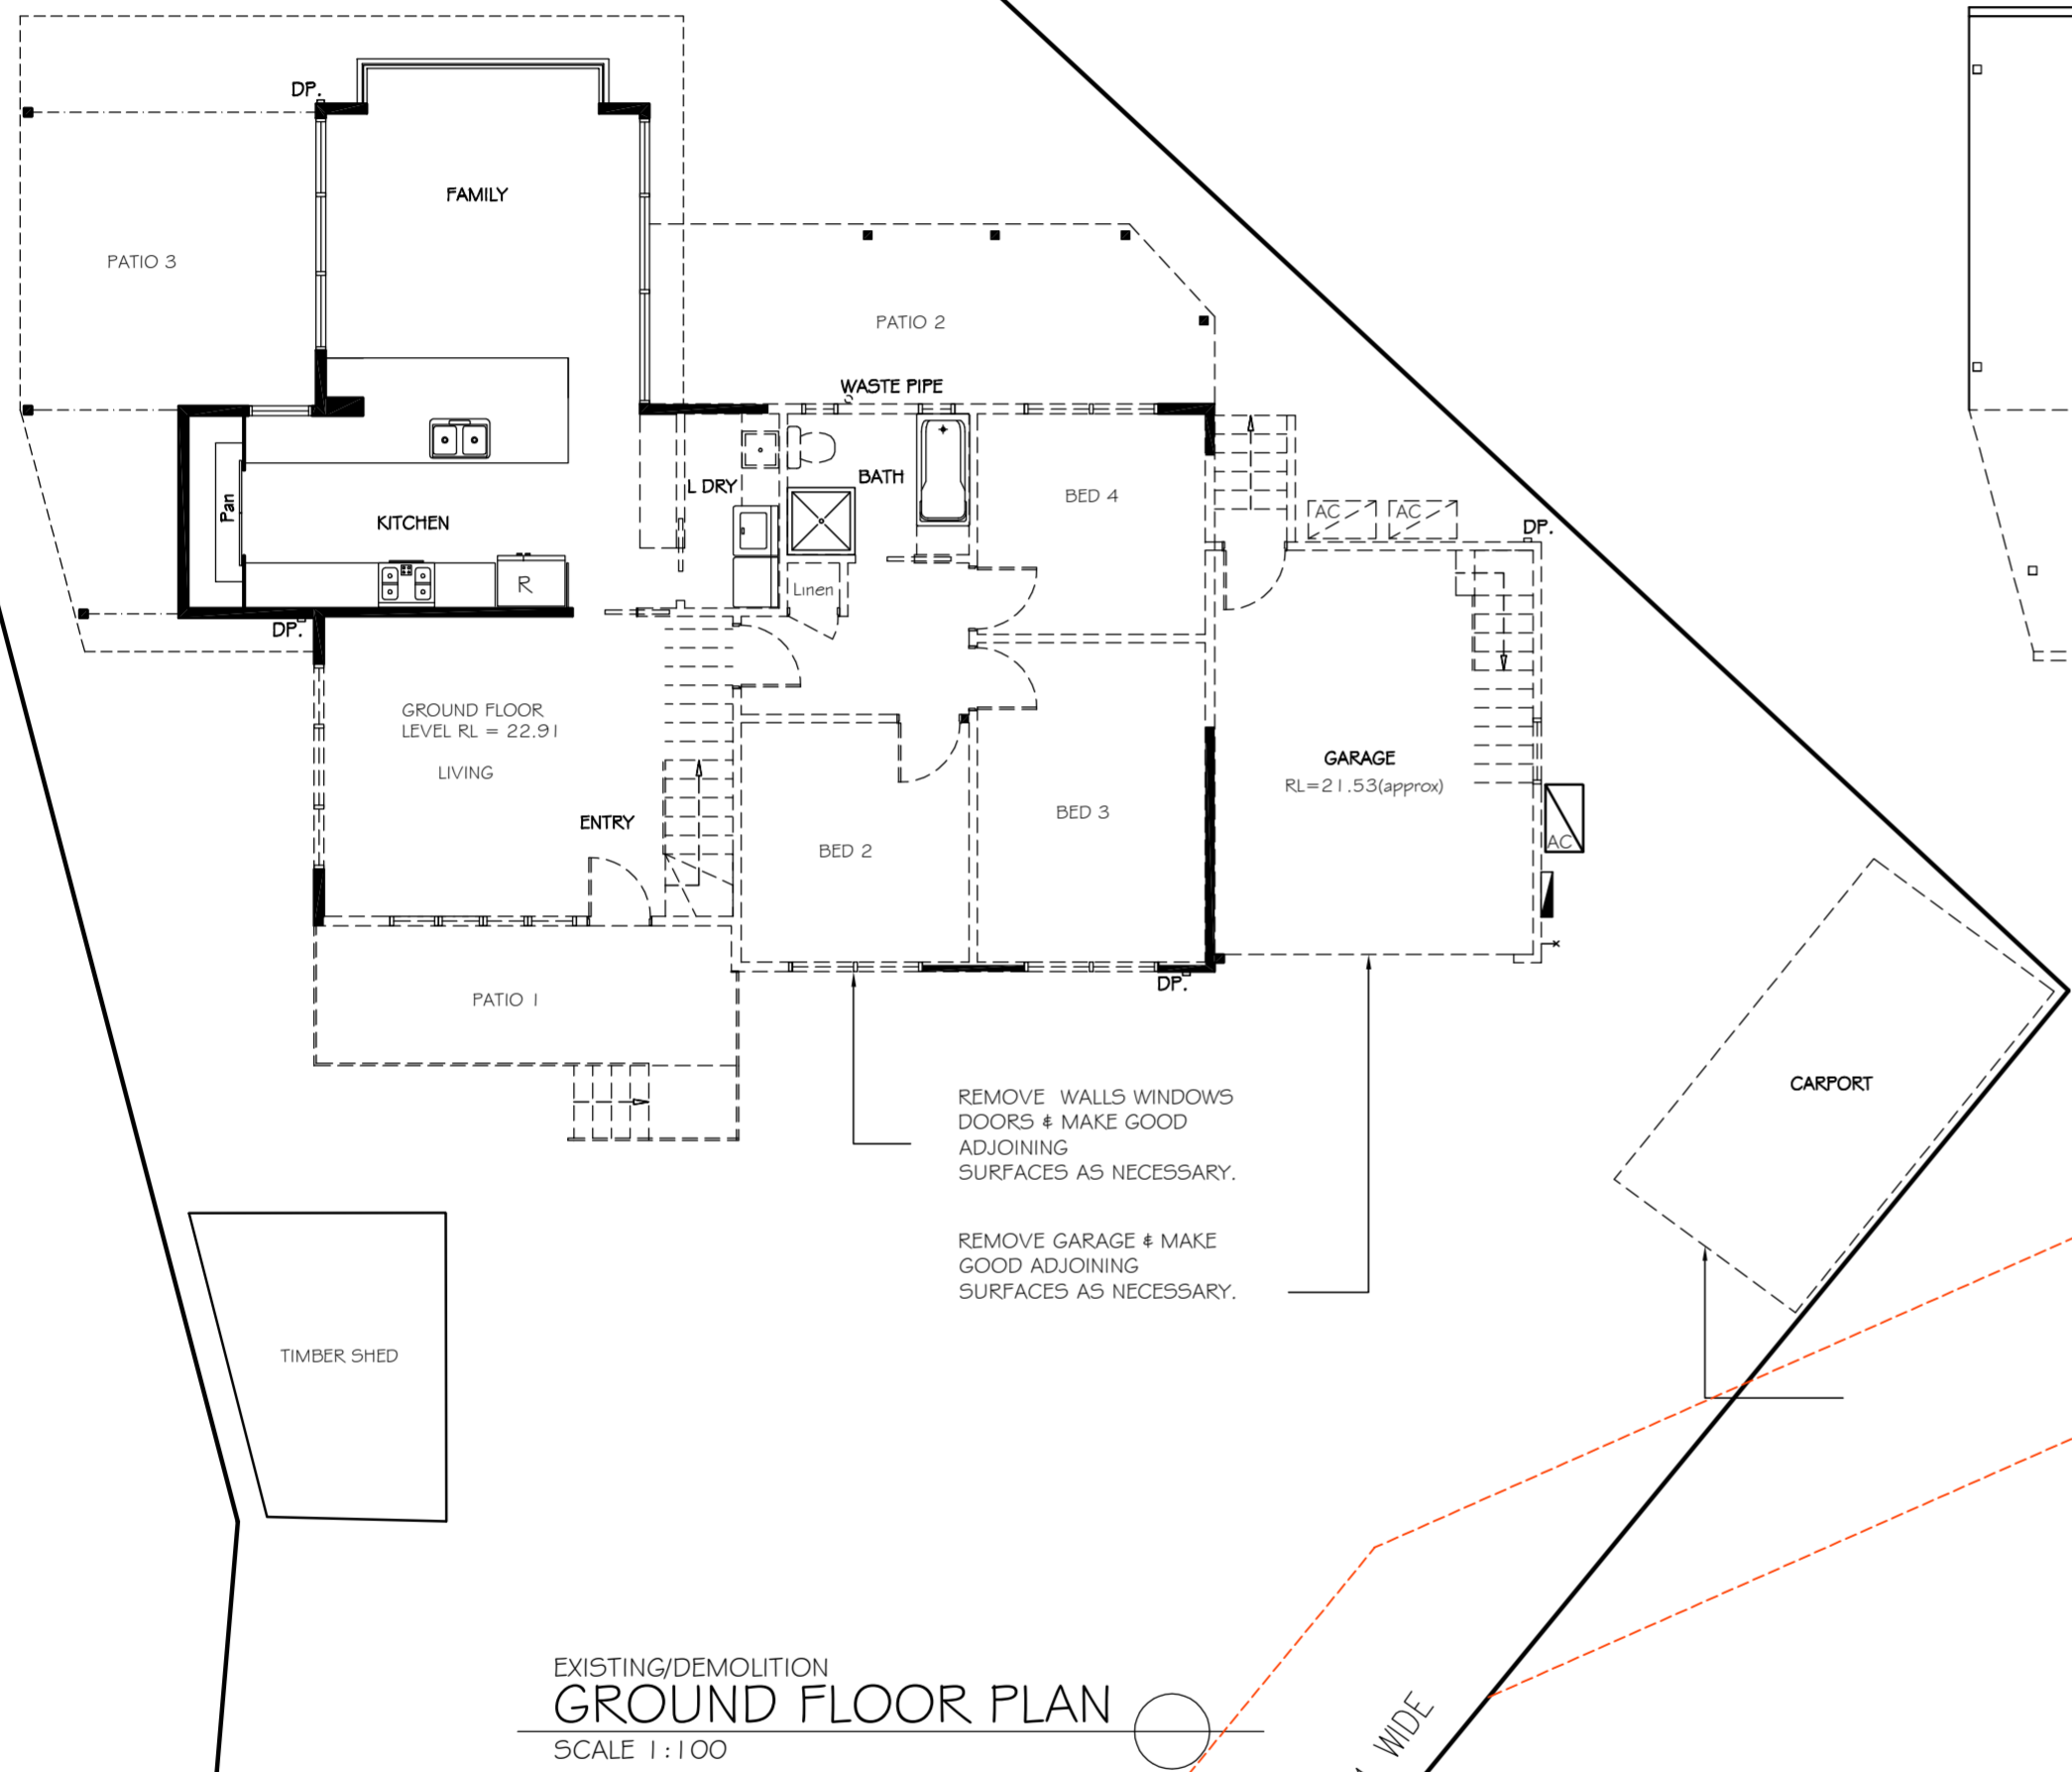 DP.
FAMILY
PATIO 3
PATIO 2
WASTE PIPE
L DRY
BATH
BED 4
Pan
KITCHEN
R
Linen
AC
AC
DP.
DP.
GROUND FLOOR
LEVEL RL = 22.91
LIVING
ENTRY
BED 2
BED 3
GARAGE
RL=21.53(approx)
AC
PATIO 1
DP.
REMOVE WALLS WINDOWS
DOORS & MAKE GOOD
ADJOINING
SURFACES AS NECESSARY.
CARPORT
REMOVE GARAGE & MAKE
GOOD ADJOINING
SURFACES AS NECESSARY.
TIMBER SHED
EXISTING/DEMOLITION
GROUND FLOOR PLAN
SCALE 1:100
WIDE